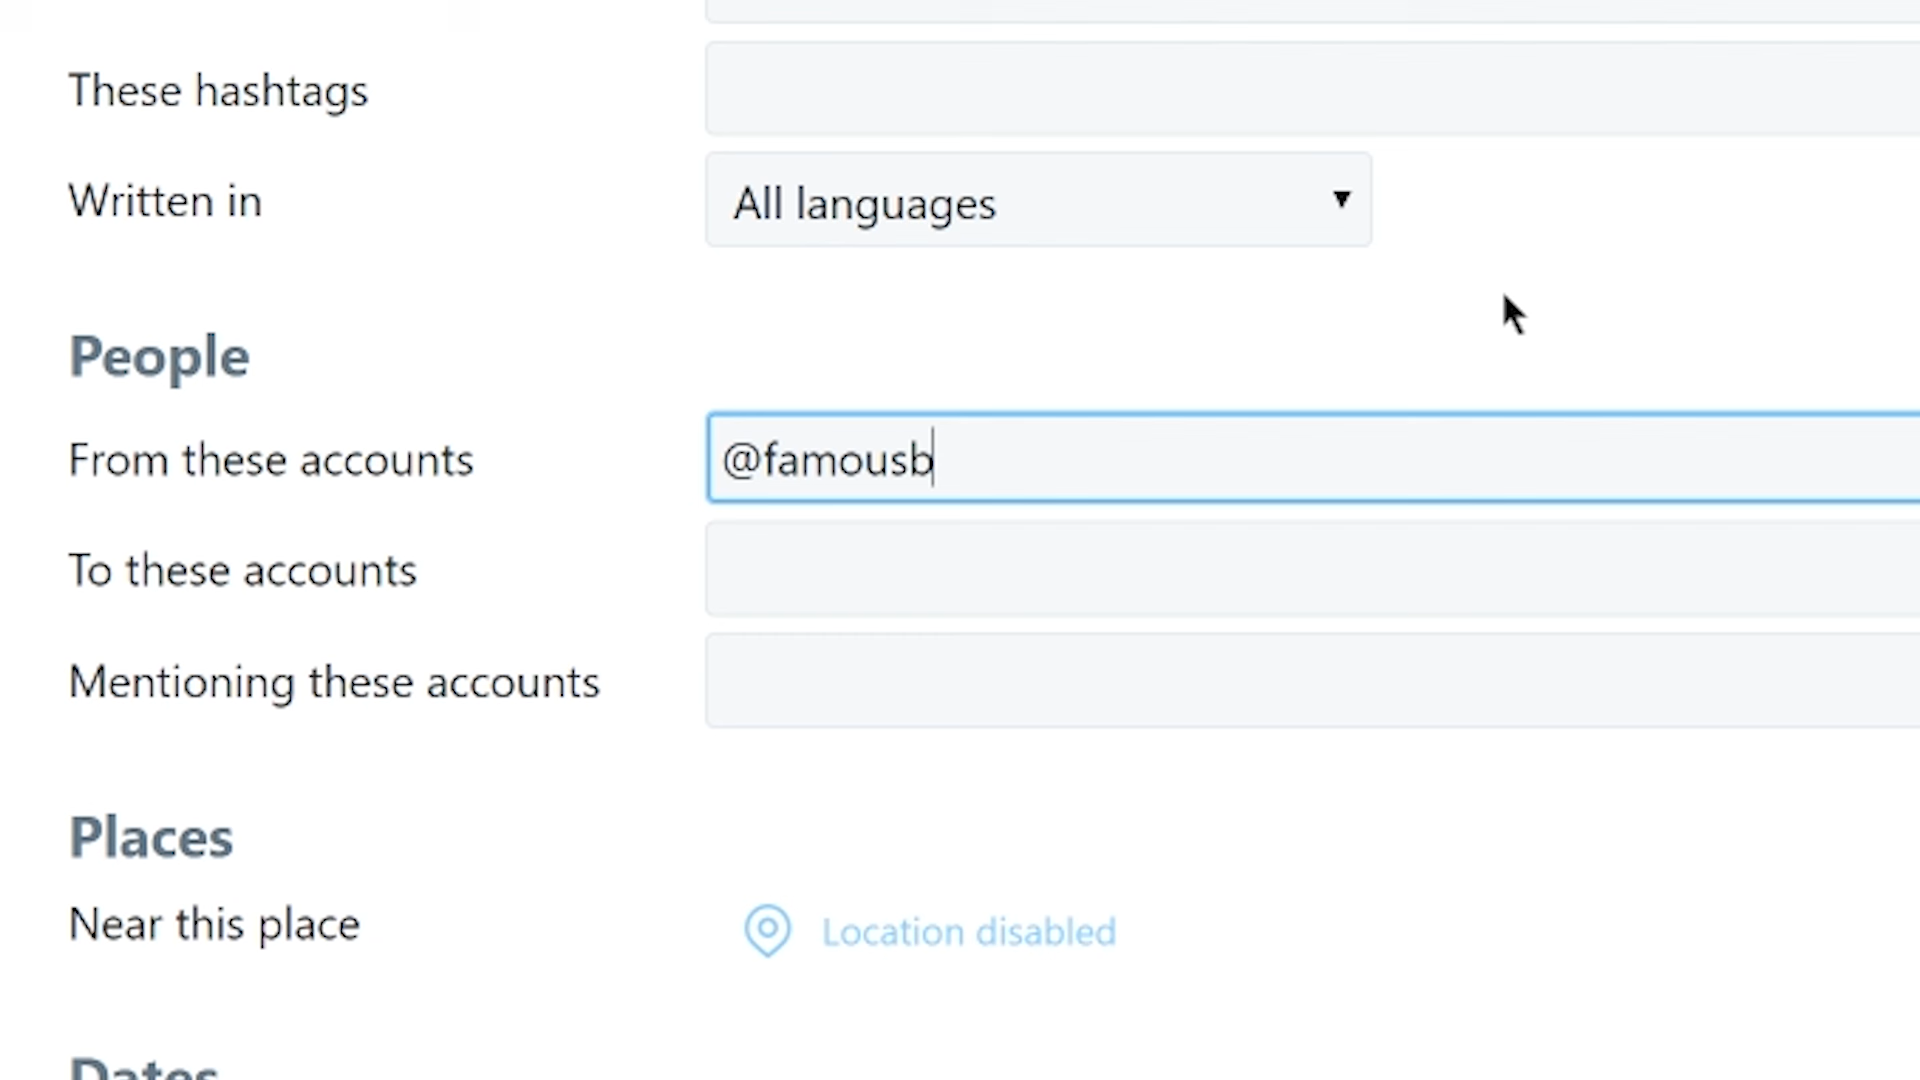 These hashtags
Written in All languages
People
From these accounts @famousb
To these accounts
Mentioning these accounts
Places
Near this place Location disabled
Dates